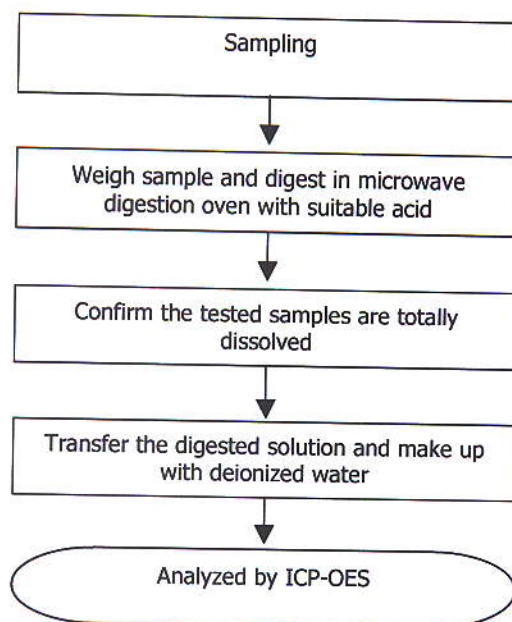 Sampling
Weigh sample and digest in microwave
digestion oven with suitable acid
Confirm the tested samples are totally
dissolved
Transfer the digested solution and make up
with deionized water
Analyzed by ICP-OES